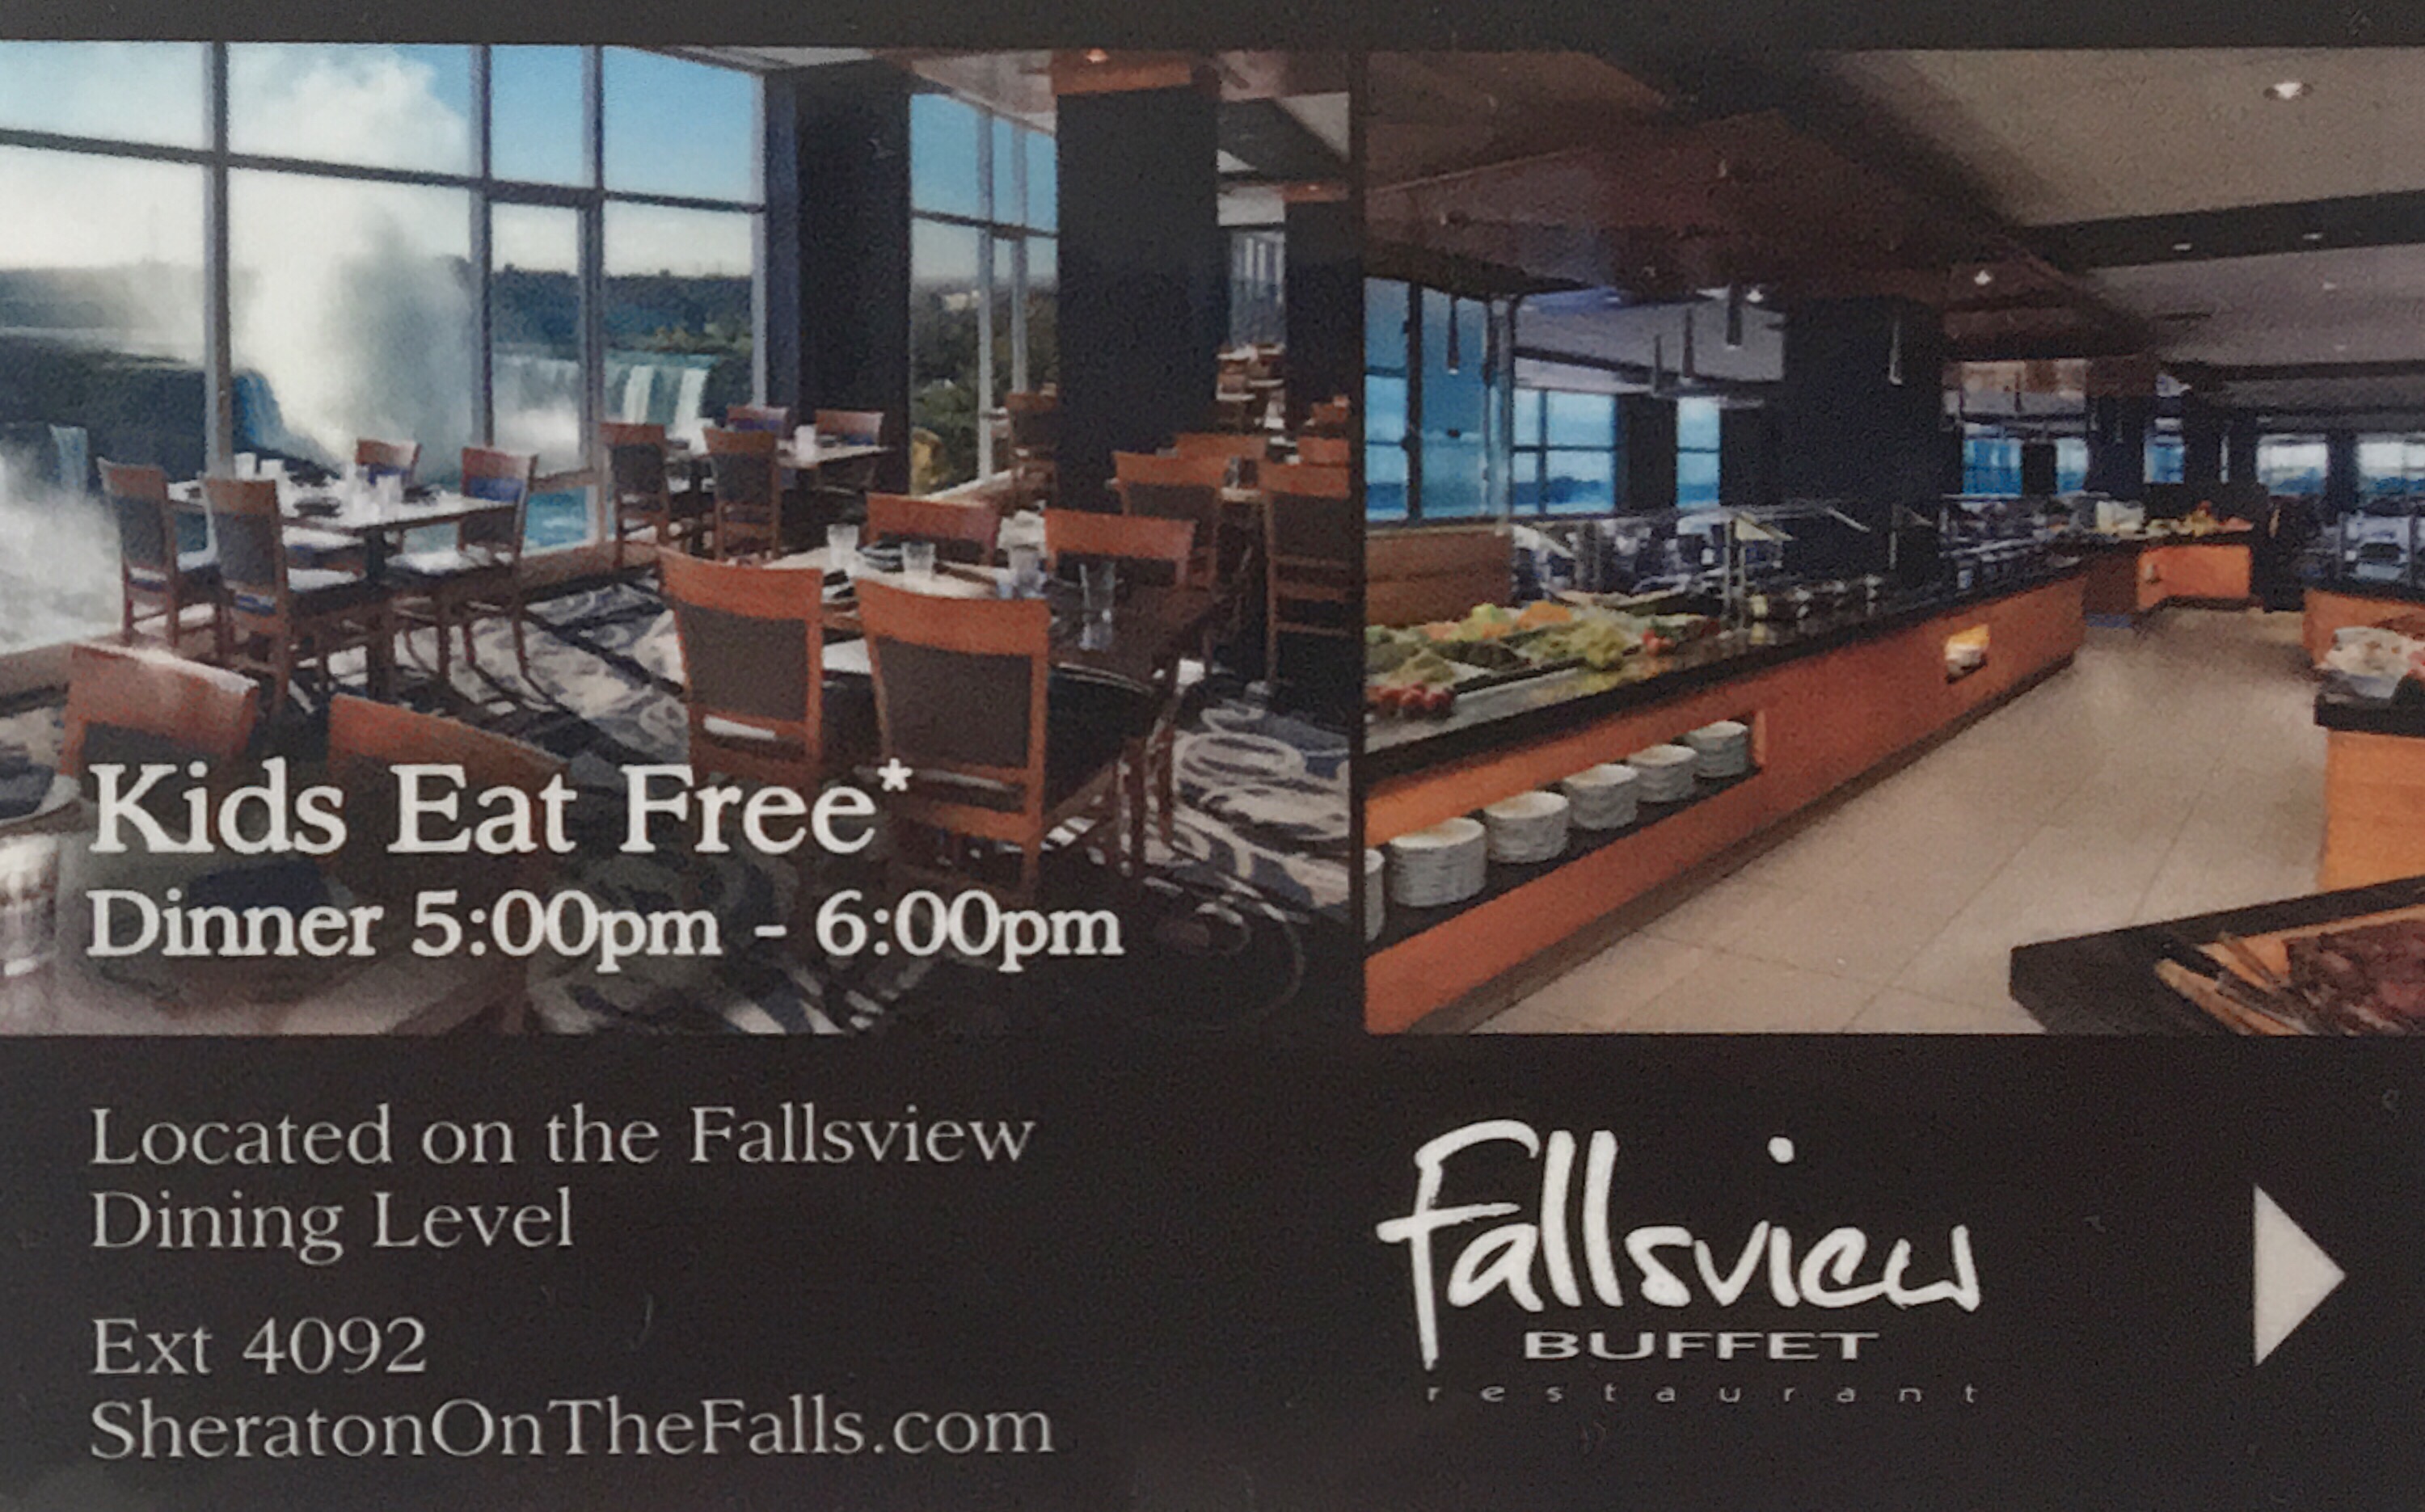 Kids Eat Free*
Dinner 5:00pm - 6:00pm
Located on the Fallsview
Dining Level
Ext 4092
SheratonOnTheFalls.com
Fallsview
BUFFET
restaurant